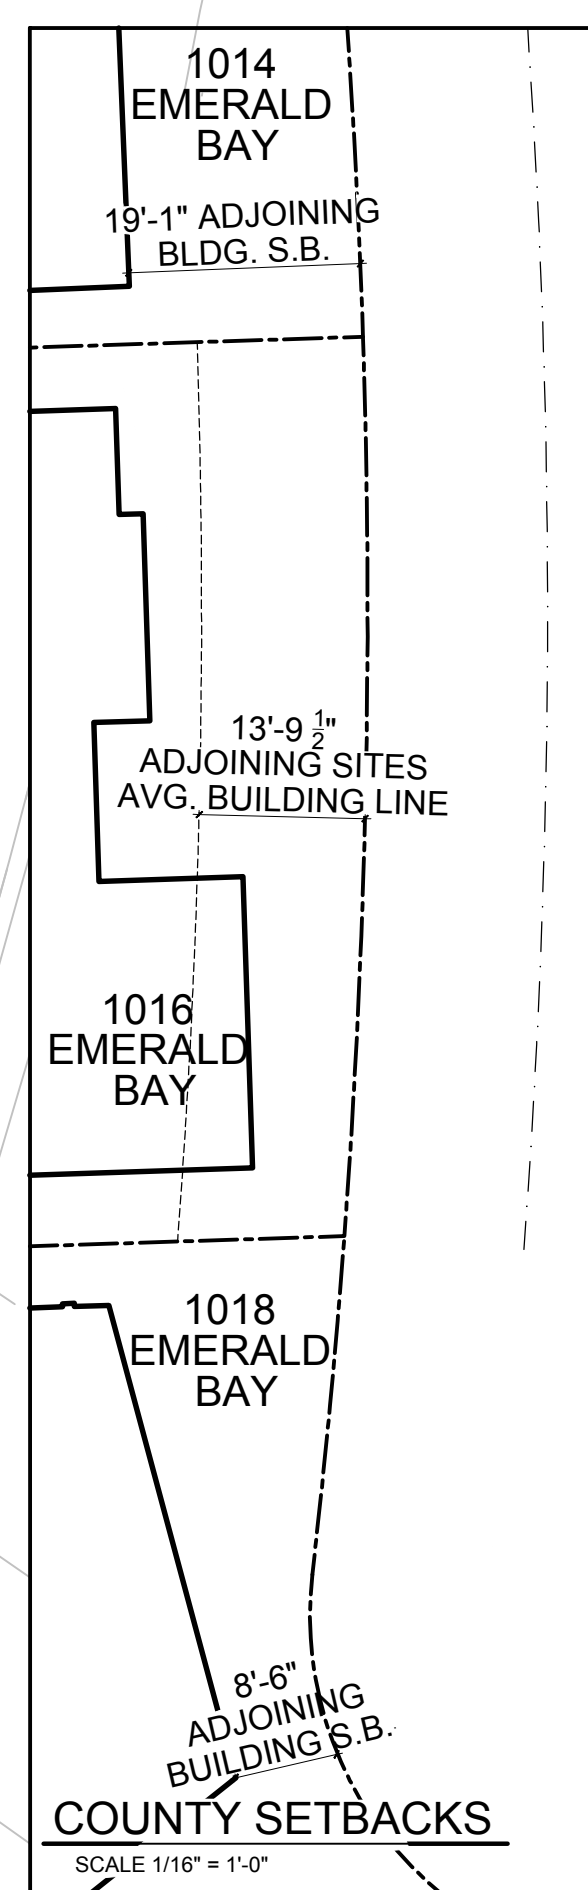 1014
EMERALD
BAY
19'-1" ADJOINING
BLDG. S.B.
13'-9 1/2"
ADJOINING SITES
AVG. BUILDING LINE
1016
EMERALD
BAY
1018
EMERALD
BAY
8'-6"
ADJOINING
BUILDING S.B.
COUNTY SETBACKS
SCALE 1/16" = 1'-0"